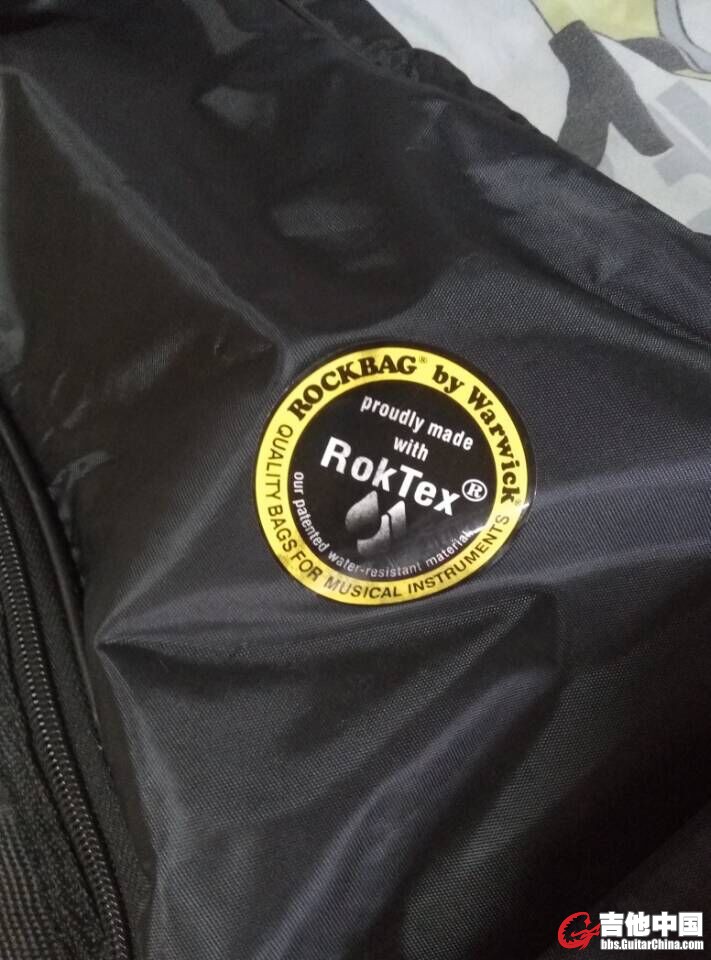 ROCKBAG® by Warwick®
proudly made
with
RokTex®
our patented water-resistant material
QUALITY BAGS FOR MUSICAL INSTRUMENTS
吉他中国
bbs.GuitarChina.com